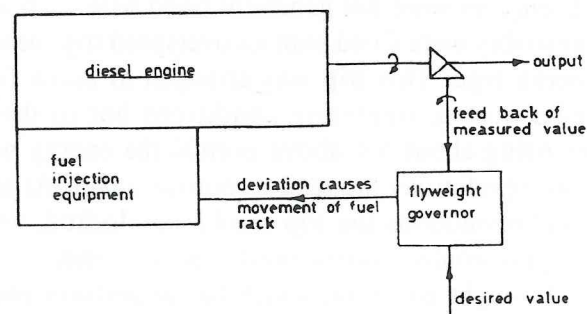 diesel engine
output
feed back of
measured value
fuel
injection
equipment
deviation causes
movement of fuel
rack
flyweight
governor
desired value